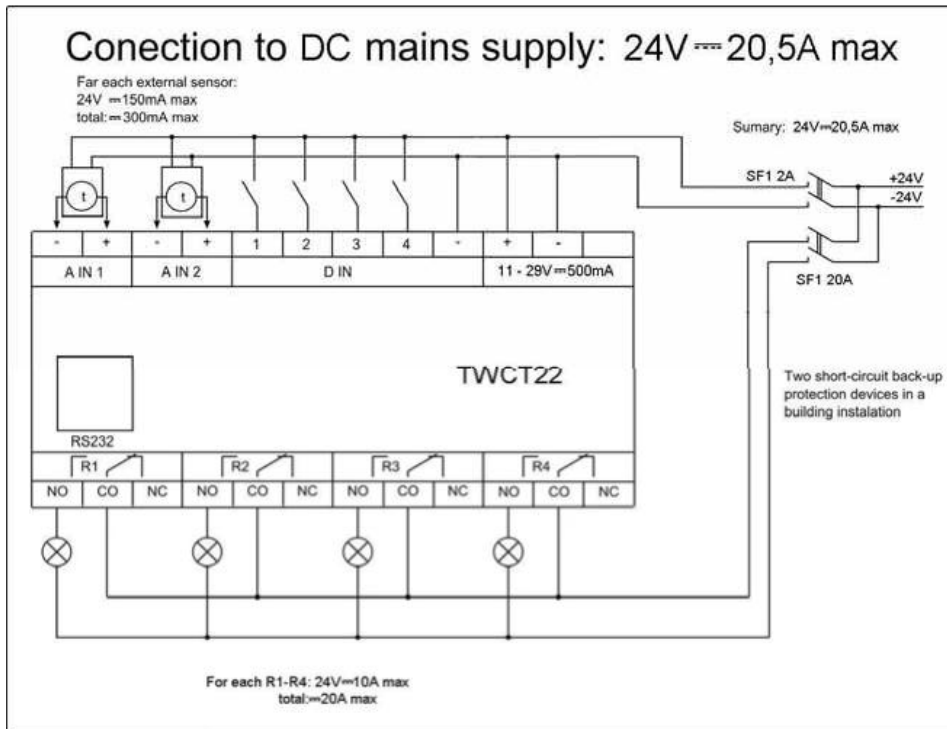 Conection to DC mains supply: 24V⎓20,5A max
Far each external sensor:
24V ⎓150mA max
total:⎓300mA max
Sumary: 24V⎓20,5A max
SF1 2A
+24V
-24V
SF1 20A
t
t
- + - + 1 2 3 4 - + -
A IN 1 A IN 2 D IN 11 - 29V⎓500mA
TWCT22
Two short-circuit back-up
protection devices in a
building instalation
RS232
R1 R2 R3 R4
NO CO NC NO CO NC NO CO NC NO CO NC
For each R1-R4: 24V⎓10A max
total:⎓20A max